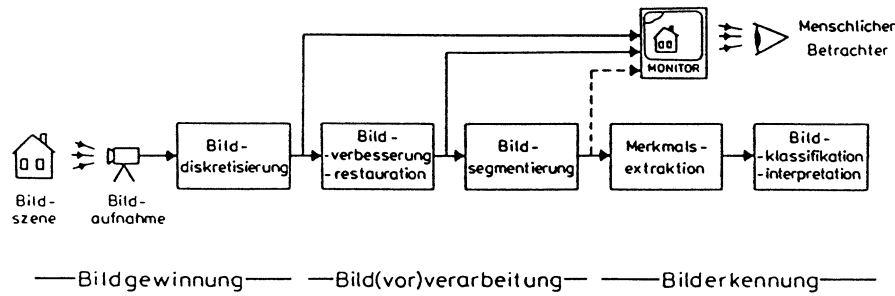 Menschlicher
Betrachter
MONITOR
Bild-
diskretisierung
Bild-
-verbesserung
-restauration
Bild-
segmentierung
Merkmals-
extraktion
Bild-
-klassifikation
-interpretation
Bild-
szene
Bild-
aufnahme
Bildgewinnung
Bild(vor)verarbeitung
Bilderkennung